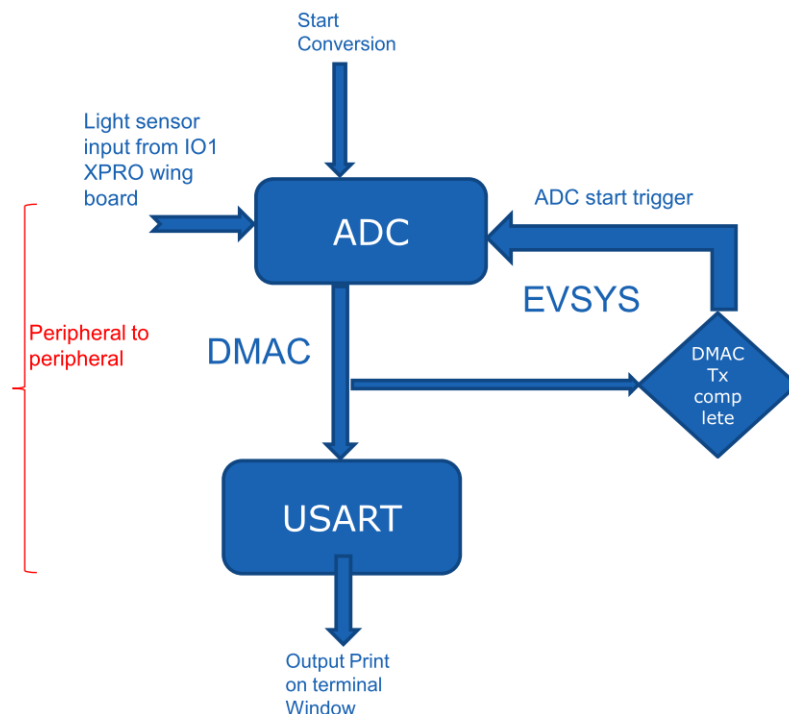 Start
Conversion
Light sensor
input from IO1
XPRO wing
board
ADC
ADC start trigger
EVSYS
Peripheral to
peripheral
DMAC
DMAC
Tx
comp
lete
USART
Output Print
on terminal
Window